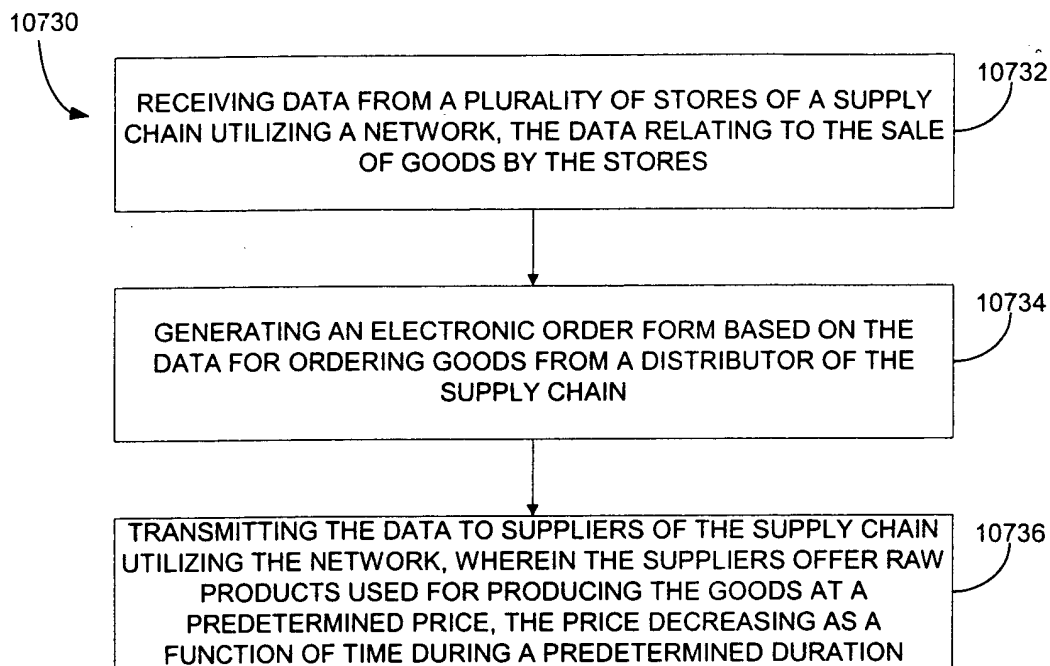 10730
10732
RECEIVING DATA FROM A PLURALITY OF STORES OF A SUPPLY
CHAIN UTILIZING A NETWORK, THE DATA RELATING TO THE SALE
OF GOODS BY THE STORES
10734
GENERATING AN ELECTRONIC ORDER FORM BASED ON THE
DATA FOR ORDERING GOODS FROM A DISTRIBUTOR OF THE
SUPPLY CHAIN
10736
TRANSMITTING THE DATA TO SUPPLIERS OF THE SUPPLY CHAIN
UTILIZING THE NETWORK, WHEREIN THE SUPPLIERS OFFER RAW
PRODUCTS USED FOR PRODUCING THE GOODS AT A
PREDETERMINED PRICE, THE PRICE DECREASING AS A
FUNCTION OF TIME DURING A PREDETERMINED DURATION